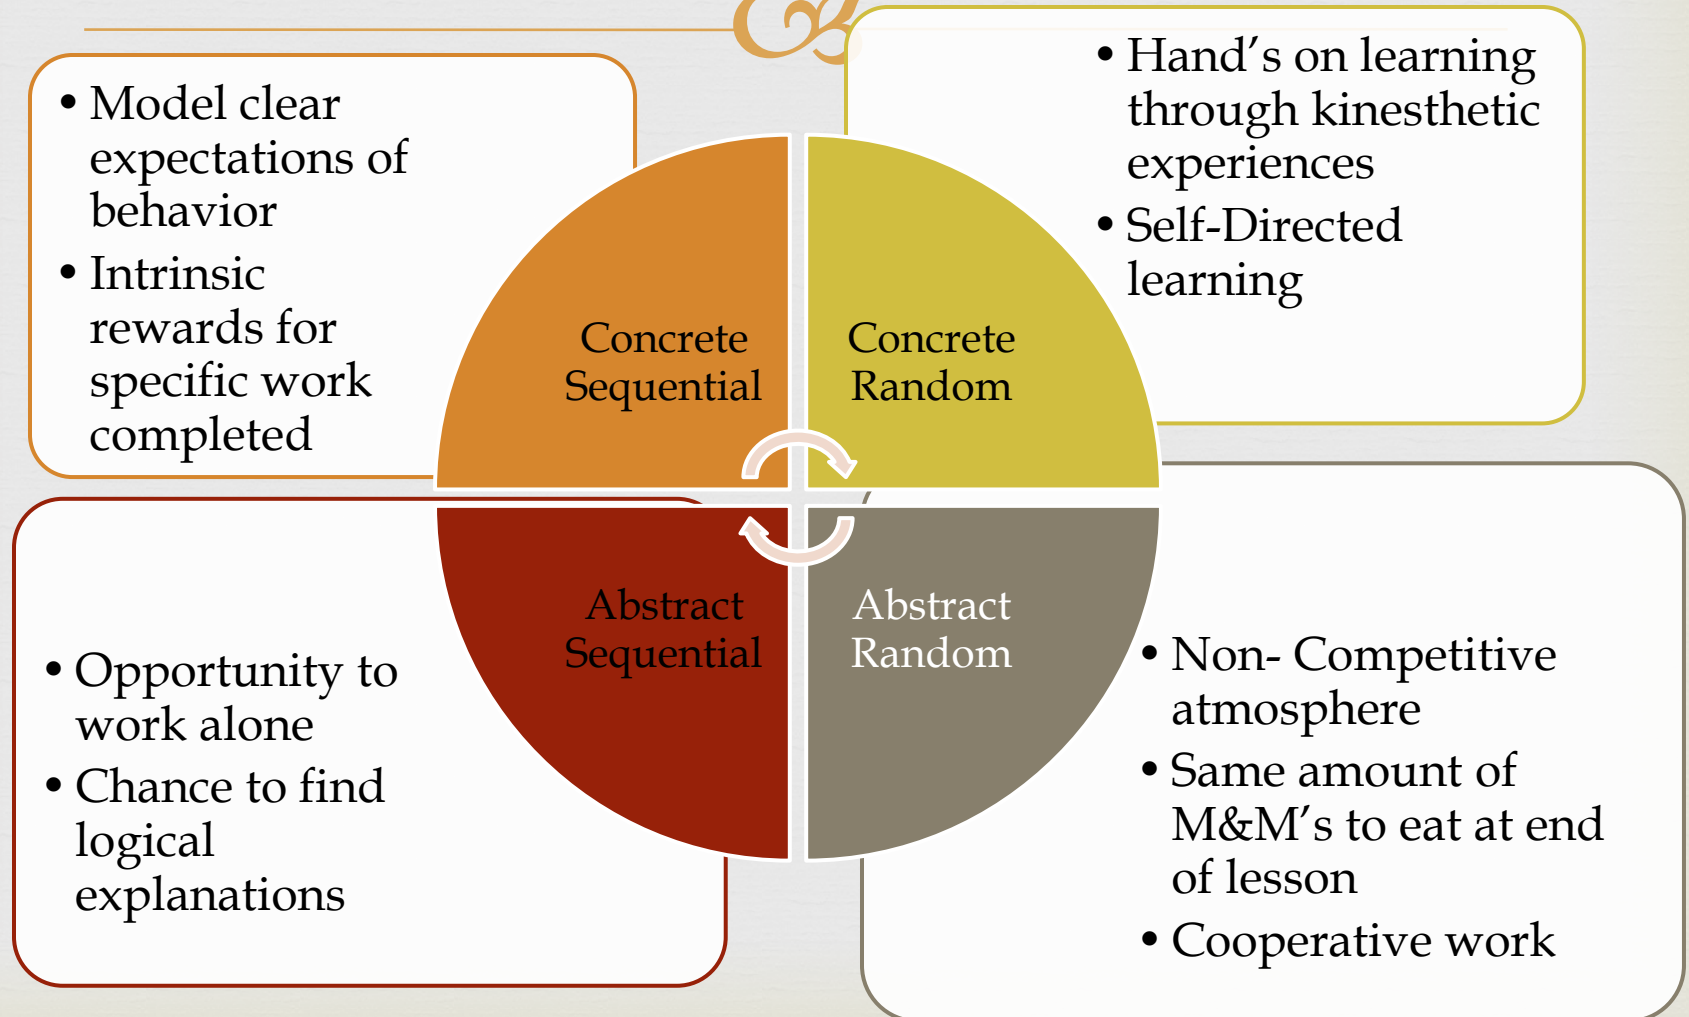 • Model clear
expectations of
behavior
• Intrinsic
rewards for
specific work
completed
• Hand’s on learning
through kinesthetic
experiences
• Self-Directed
learning
Concrete
Sequential
Concrete
Random
Abstract
Sequential
Abstract
Random
• Opportunity to
work alone
• Chance to find
logical
explanations
• Non- Competitive
atmosphere
• Same amount of
M&M’s to eat at end
of lesson
• Cooperative work